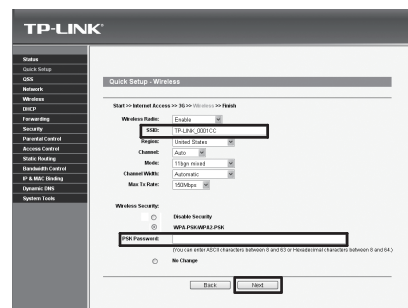 TP-LINK®
Status
Quick Setup
QSS
Network
Wireless
DHCP
Forwarding
Security
Parental Control
Access Control
Static Routing
Bandwidth Control
IP & MAC Binding
Dynamic DNS
System Tools
Quick Setup - Wireless
Start >> Internet Access >> 3G >> Wireless >> Finish
Wireless Radio: Enable
SSID: TP-LINK_0001CC
Region: United States
Channel: Auto
Mode: 11bgn mixed
Channel Width: Automatic
Max Tx Rate: 150Mbps
Wireless Security:
Disable Security
WPA-PSK/WPA2-PSK
PSK Password:
(You can enter ASCII characters between 8 and 63 or Hexadecimal characters between 8 and 64.)
No Change
Back Next